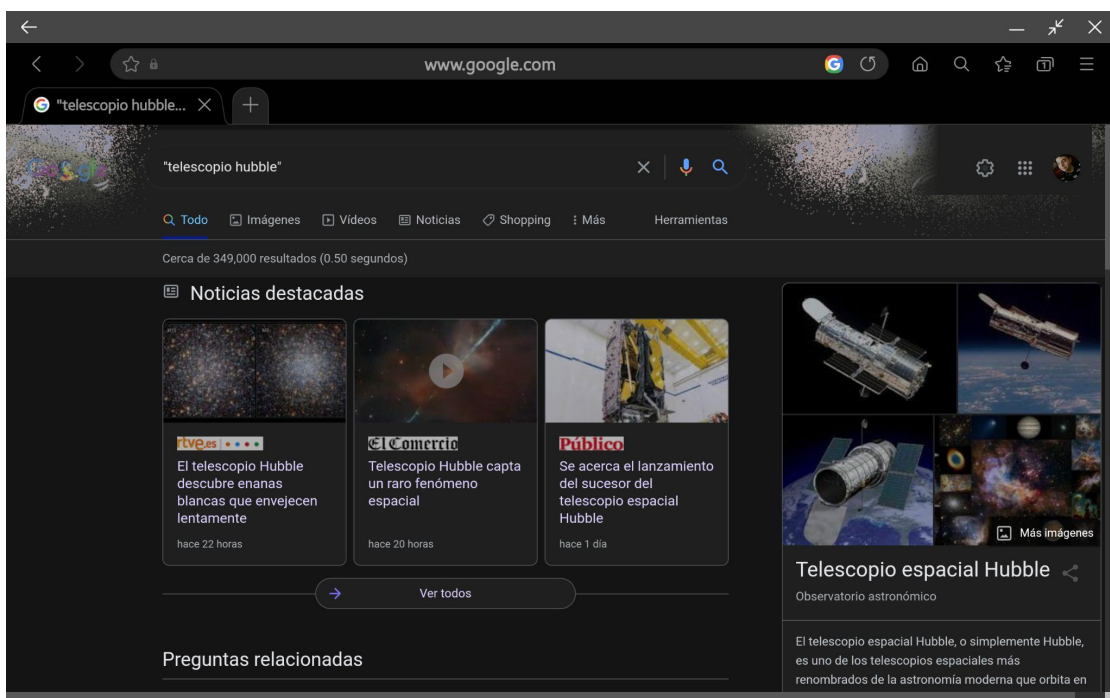 www.google.com
"telescopio hubble...
Google
"telescopio hubble"
Todo
Imágenes
Vídeos
Noticias
Shopping
Más
Herramientas
Cerca de 349,000 resultados (0.50 segundos)
Noticias destacadas
rtve.es
El telescopio Hubble
descubre enanas
blancas que envejecen
lentamente
hace 22 horas
El Comercio
Telescopio Hubble capta
un raro fenómeno
espacial
hace 20 horas
Público
Se acerca el lanzamiento
del sucesor del
telescopio espacial
Hubble
hace 1 día
Ver todos
Preguntas relacionadas
Más imágenes
Telescopio espacial Hubble
Observatorio astronómico
El telescopio espacial Hubble, o simplemente Hubble,
es uno de los telescopios espaciales más
renombrados de la astronomía moderna que orbita en